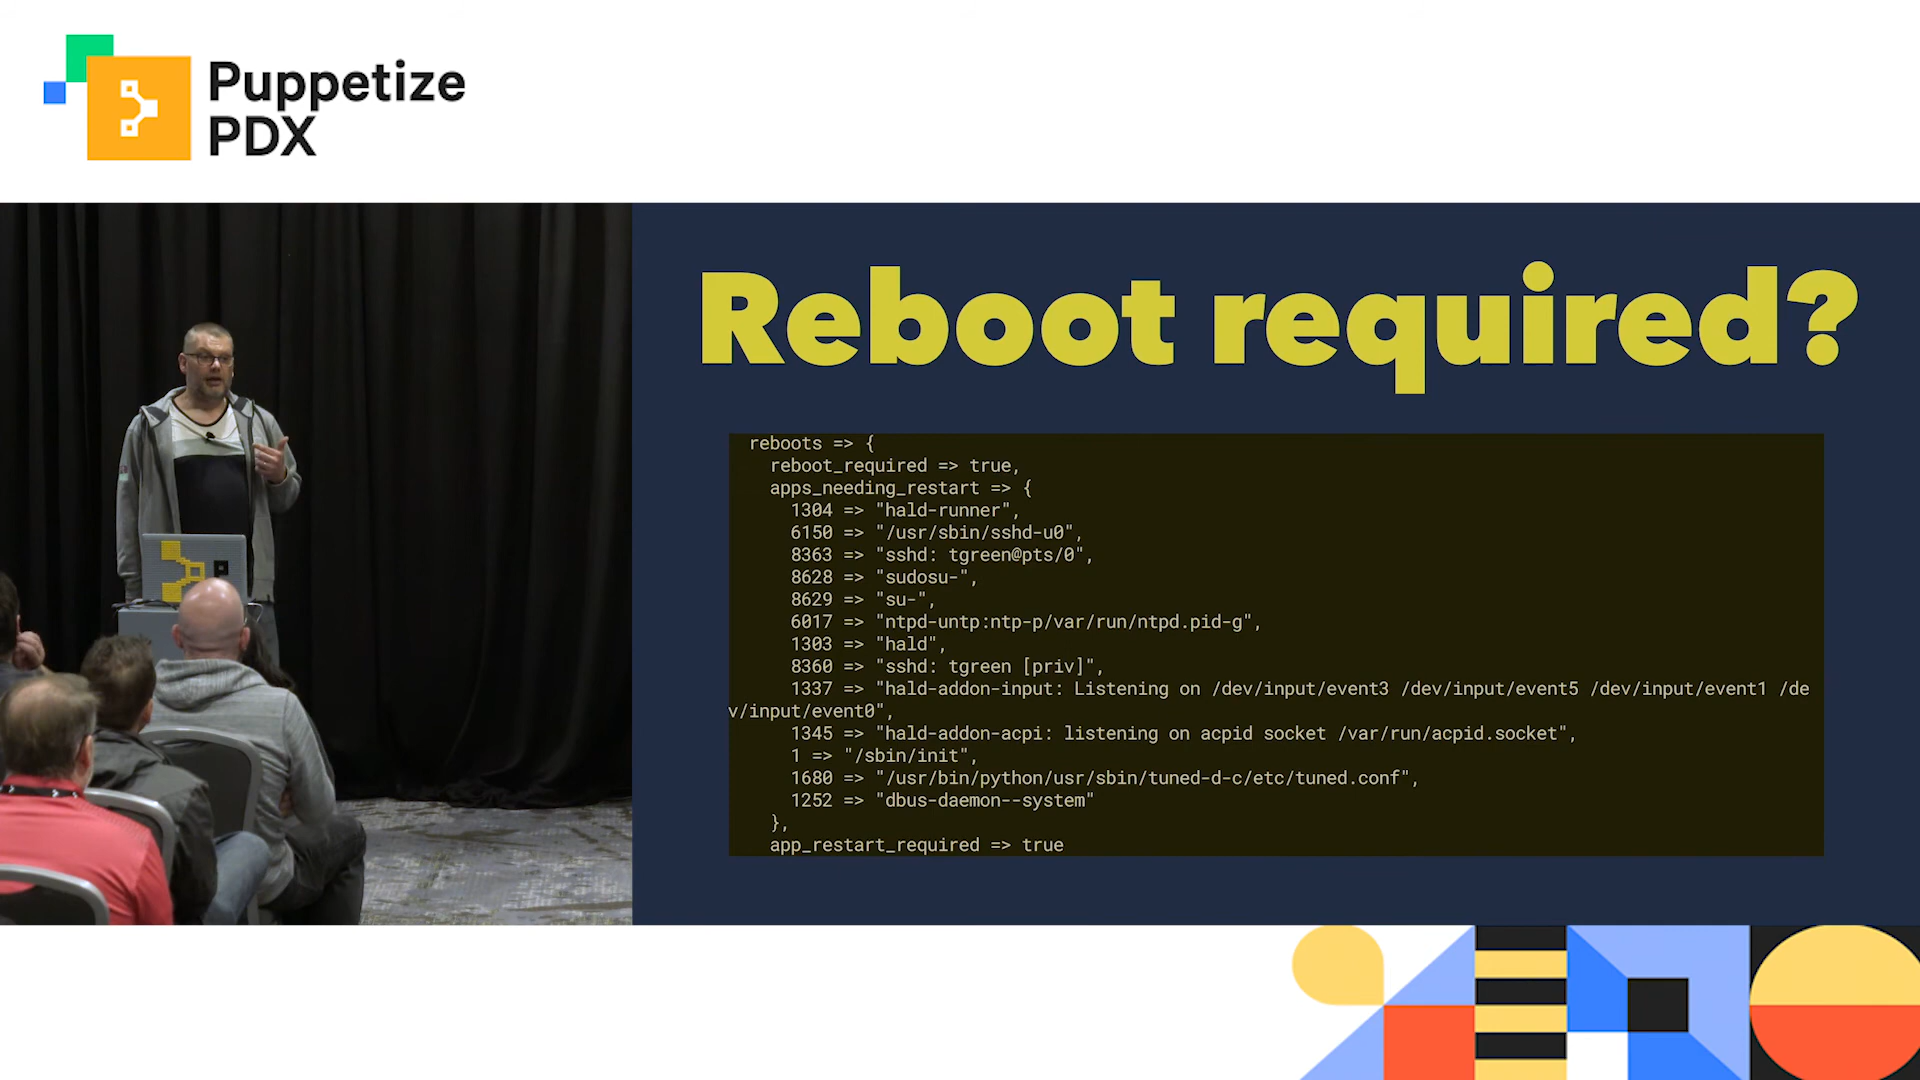 Puppetize
PDX
Reboot required?
reboots => {
reboot_required => true,
apps_needing_restart => {
1304 => "hald-runner",
6150 => "/usr/sbin/sshd-u0",
8363 => "sshd: tgreen@pts/0",
8628 => "sudosu-",
8629 => "su-",
6017 => "ntpd-untp:ntp-p/var/run/ntpd.pid-g",
1303 => "hald",
8360 => "sshd: tgreen [priv]",
1337 => "hald-addon-input: Listening on /dev/input/event3 /dev/input/event5 /dev/input/event1 /de
v/input/event0",
1345 => "hald-addon-acpi: listening on acpid socket /var/run/acpid.socket",
1 => "/sbin/init",
1680 => "/usr/bin/python/usr/sbin/tuned-d-c/etc/tuned.conf",
1252 => "dbus-daemon--system"
},
app_restart_required => true